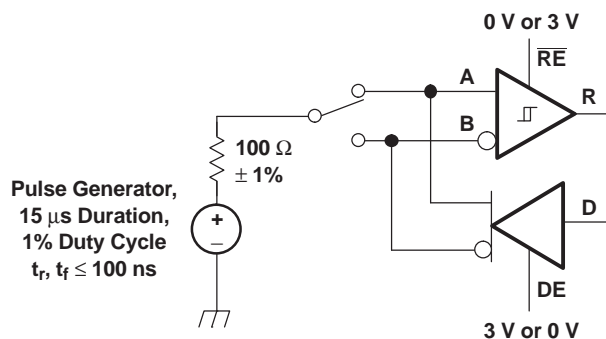 0 V or 3 V
RE
A
R
B
100 Ω
± 1%
Pulse Generator,
15 μs Duration,
1% Duty Cycle
tr, tf ≤ 100 ns
+
–
D
DE
3 V or 0 V